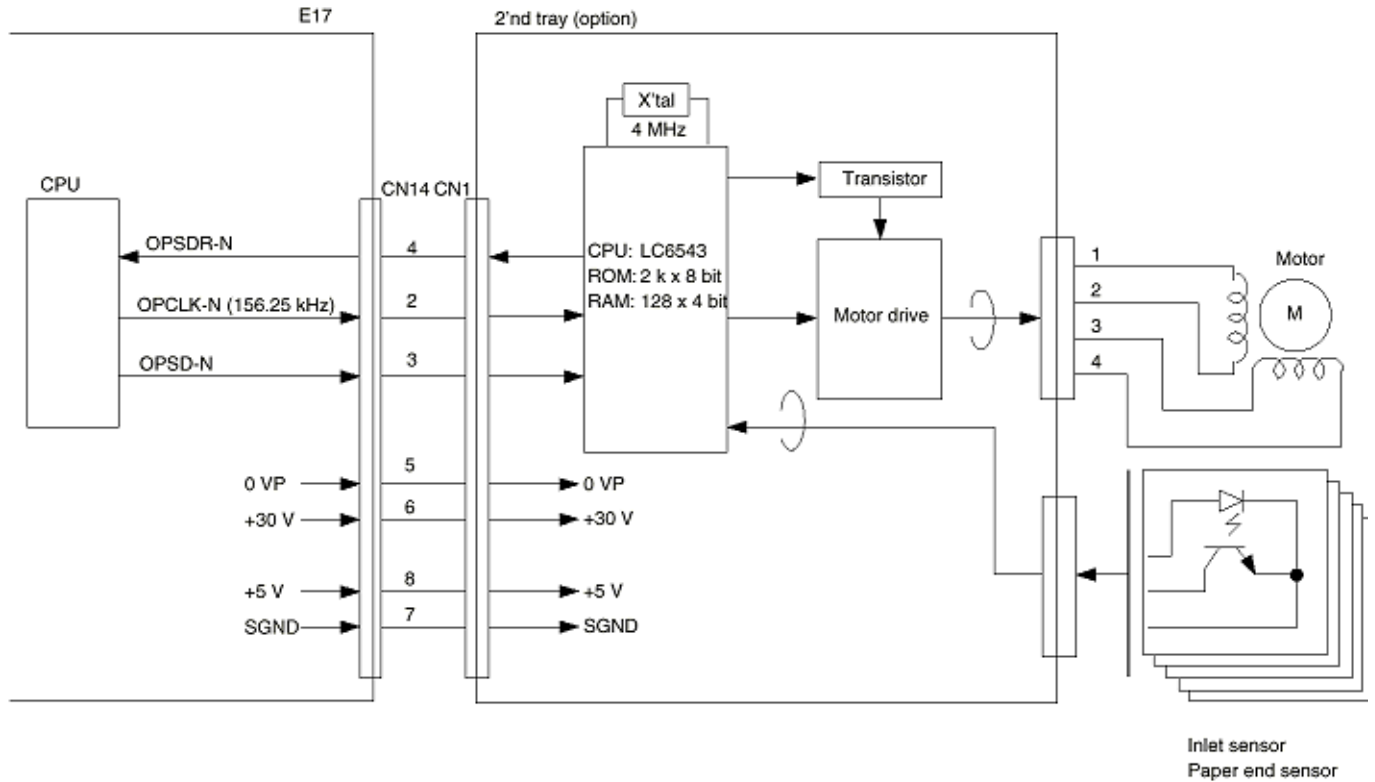 E17
2'nd tray (option)
X'tal
4 MHz
CPU
CN14 CN1
Transistor
OPSDR-N
4
CPU: LC6543
ROM: 2 k x 8 bit
RAM: 128 x 4 bit
OPCLK-N (156.25 kHz)
2
OPSD-N
3
Motor drive
1
2
3
4
Motor
M
0 VP
5
0 VP
+30 V
6
+30 V
+5 V
8
+5 V
SGND
7
SGND
Inlet sensor
Paper end sensor